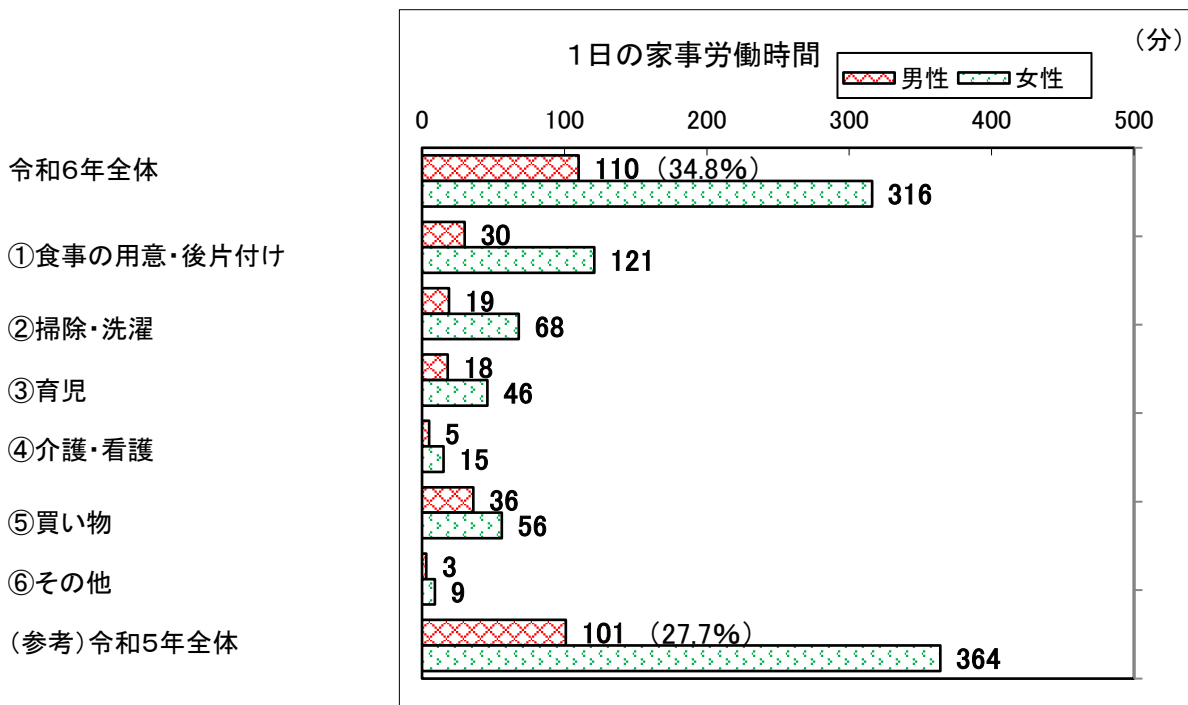 1日の家事労働時間
(分)
男性 女性
0 100 200 300 400 500
令和6年全体
110 (34.8%)
316
①食事の用意・後片付け
30
121
②掃除・洗濯
19
68
③育児
18
46
④介護・看護
5
15
⑤買い物
36
56
⑥その他
3
9
(参考)令和5年全体
101 (27.7%)
364